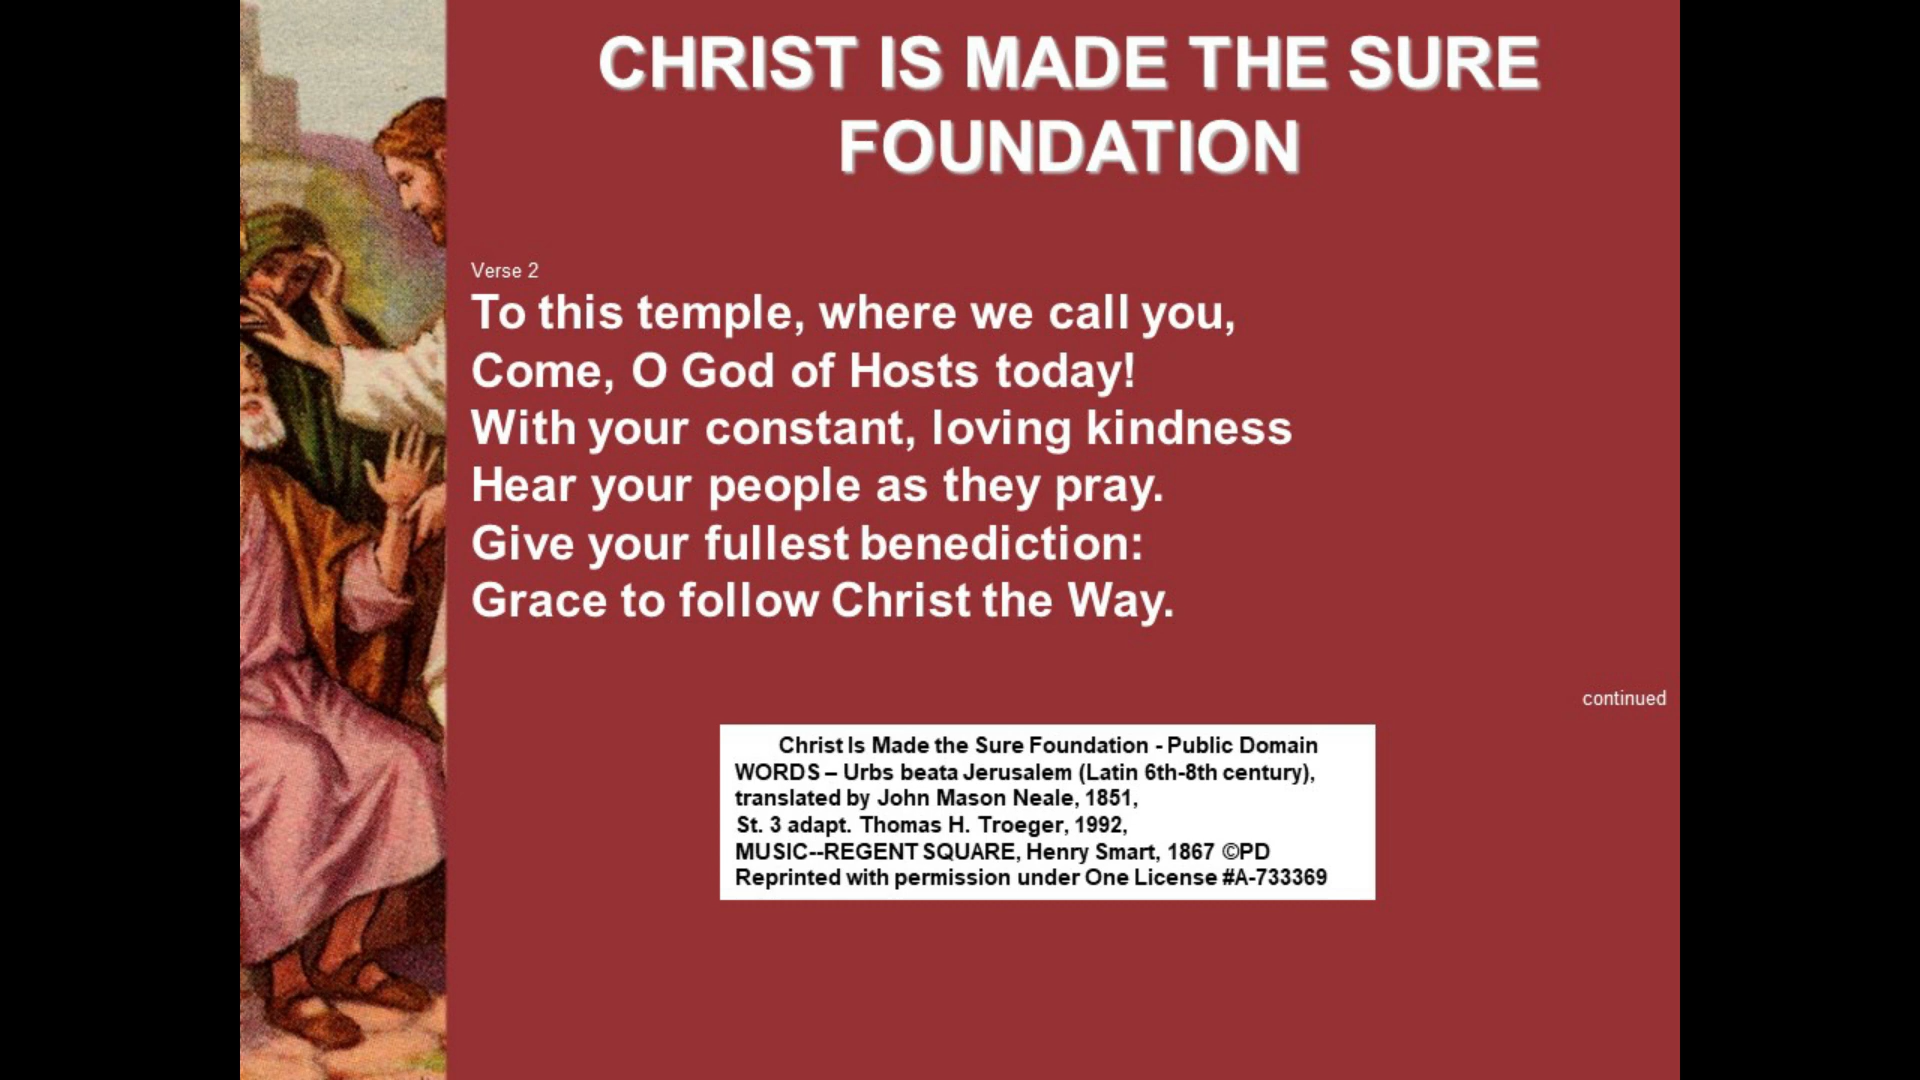 CHRIST IS MADE THE SURE
FOUNDATION
Verse 2
To this temple, where we call you,
Come, O God of Hosts today!
With your constant, loving kindness
Hear your people as they pray.
Give your fullest benediction:
Grace to follow Christ the Way.
continued
Christ Is Made the Sure Foundation - Public Domain
WORDS – Urbs beata Jerusalem (Latin 6th-8th century),
translated by John Mason Neale, 1851,
St. 3 adapt. Thomas H. Troeger, 1992,
MUSIC--REGENT SQUARE, Henry Smart, 1867 ©PD
Reprinted with permission under One License #A-733369